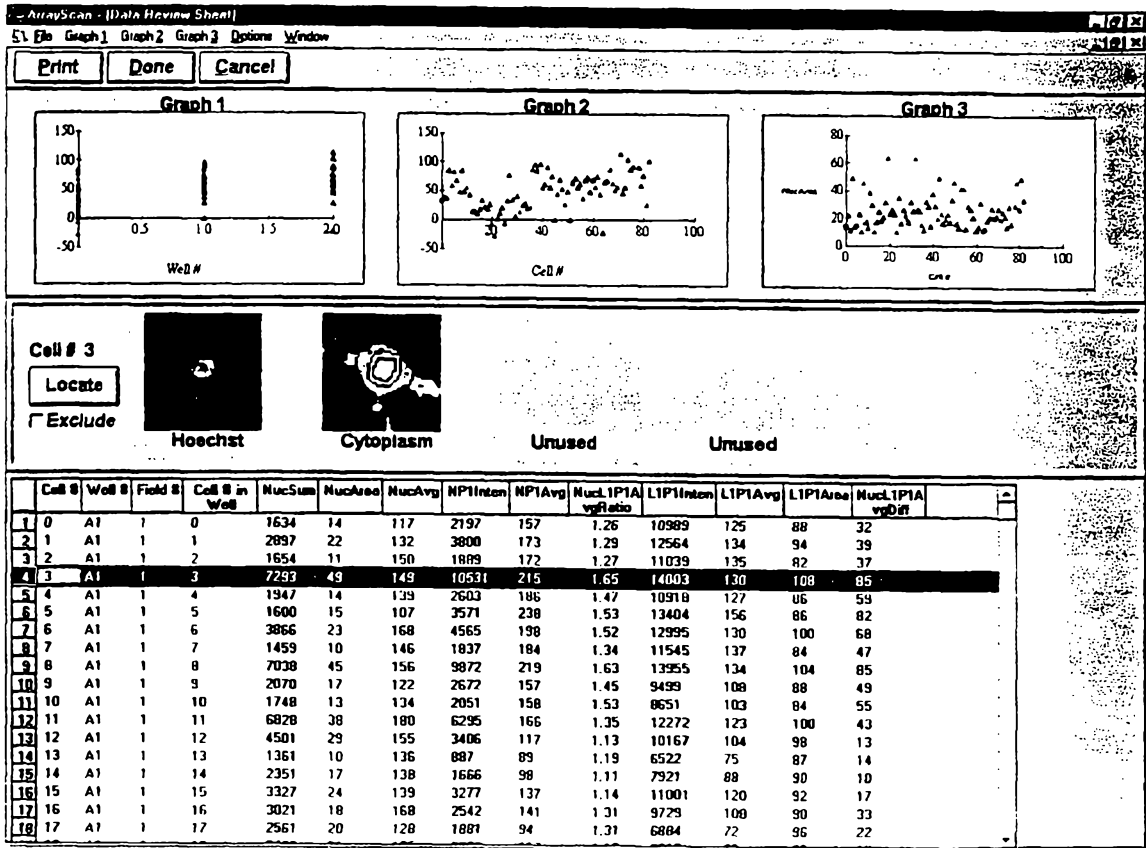 ArrayScan - [Data Review Sheet]
File Graph 1 Graph 2 Graph 3 Options Window
Print Done Cancel
Graph 1 Graph 2 Graph 3
150
100
50
0
-50
0.5 1.0 1.5 2.0
Well #
150
100
50
0
-50
20 40 60 80 100
Cell #
80
60
40
20
0
0 20 40 60 80 100
NucArea
Cell #
Cell # 3
Locate
Exclude
Hoechst Cytoplasm Unused Unused
Cell # Well # Field # Cell # in Well NucSum NucArea NucAvg NP1Inten NP1Avg NucL1P1AvgRatio L1P1Inten L1P1Avg L1P1Area NucL1P1AvgDiff
1 0 A1 1 0 1634 14 117 2197 157 1.26 10989 125 88 32
2 1 A1 1 1 2897 22 132 3800 173 1.29 12564 134 94 39
3 2 A1 1 2 1654 11 150 1889 172 1.27 11039 135 82 37
4 3 A1 1 3 7293 49 149 10531 215 1.65 14003 130 108 85
5 4 A1 1 4 1947 14 139 2603 186 1.47 10918 127 86 59
6 5 A1 1 5 1600 15 107 3571 238 1.53 13404 156 86 82
7 6 A1 1 6 3866 23 168 4565 198 1.52 12995 130 100 68
8 7 A1 1 7 1459 10 146 1837 184 1.34 11545 137 84 47
9 8 A1 1 8 7038 45 156 9872 219 1.63 13955 134 104 85
10 9 A1 1 9 2070 17 122 2672 157 1.45 9499 108 88 49
11 10 A1 1 10 1748 13 134 2051 158 1.53 8651 103 84 55
12 11 A1 1 11 6828 38 180 6295 166 1.35 12272 123 100 43
13 12 A1 1 12 4501 29 155 3406 117 1.13 10167 104 98 13
14 13 A1 1 13 1361 10 136 887 89 1.19 6522 75 87 14
15 14 A1 1 14 2351 17 138 1666 98 1.11 7921 88 90 10
16 15 A1 1 15 3327 24 139 3277 137 1.14 11001 120 92 17
17 16 A1 1 16 3021 18 168 2542 141 1.31 9729 108 90 33
18 17 A1 1 17 2561 20 128 1881 94 1.31 6884 72 96 22